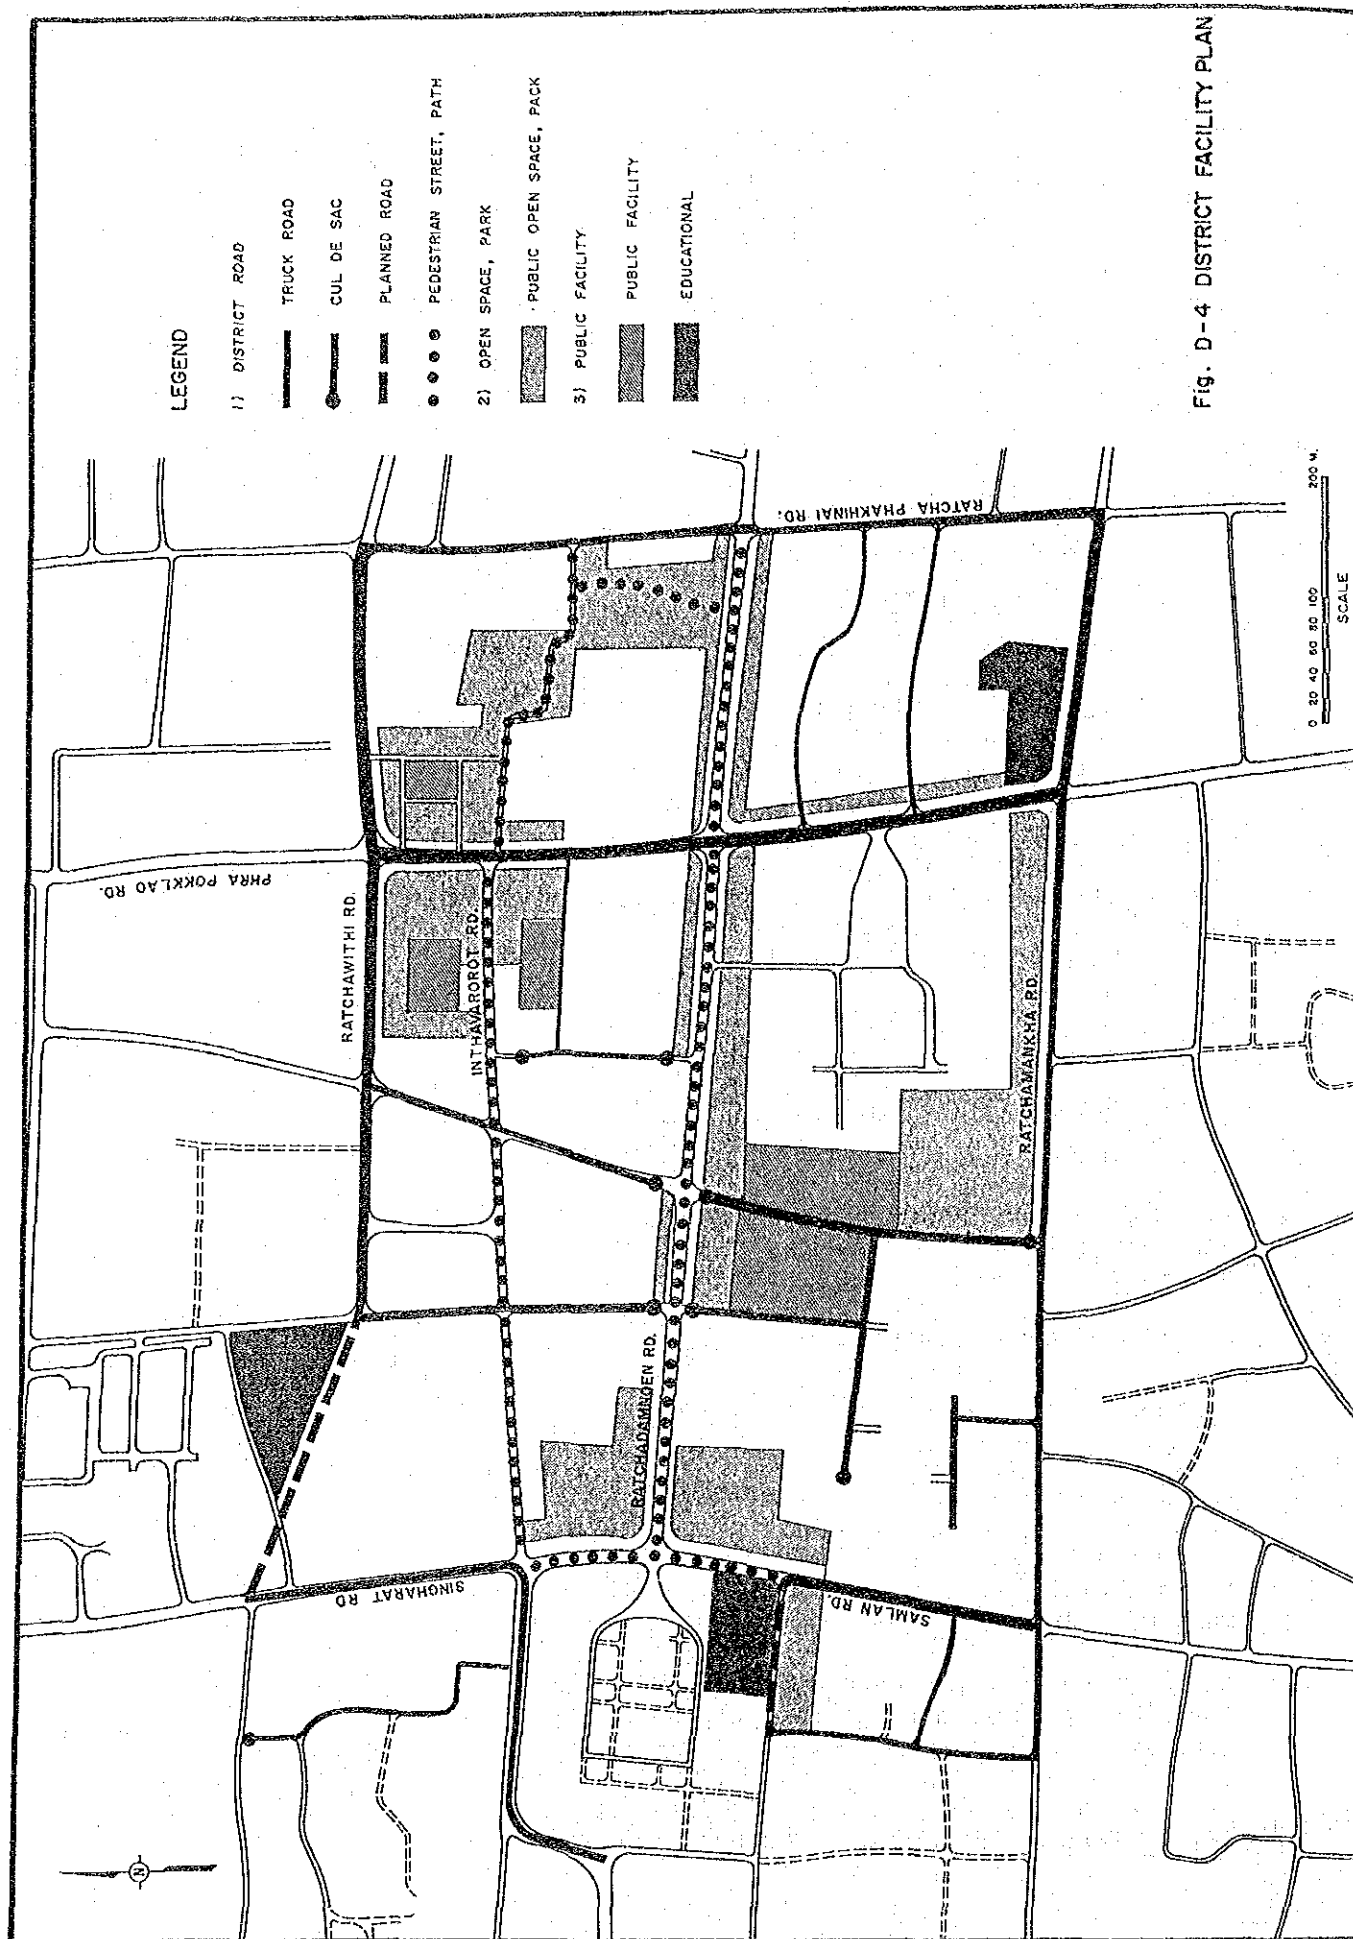 LEGEND
1) DISTRICT ROAD
TRUCK ROAD
CUL DE SAC
PLANNED ROAD
PEDESTRIAN STREET, PATH
2) OPEN SPACE, PARK
PUBLIC OPEN SPACE, PACK
3) PUBLIC FACILITY
PUBLIC FACILITY
EDUCATIONAL
PHRA POKKLAO RD.
RATCHAWITHI RD.
INTHAVAROROT RD.
RATCHADAMNOEN RD.
RATCHA PHAKHINAI RD.
RATCHAMANKHA RD.
SINGHARAT RD
SAMLAN RD.
N
0 20 40 60 80 100 200 M.
SCALE
Fig. D-4 DISTRICT FACILITY PLAN